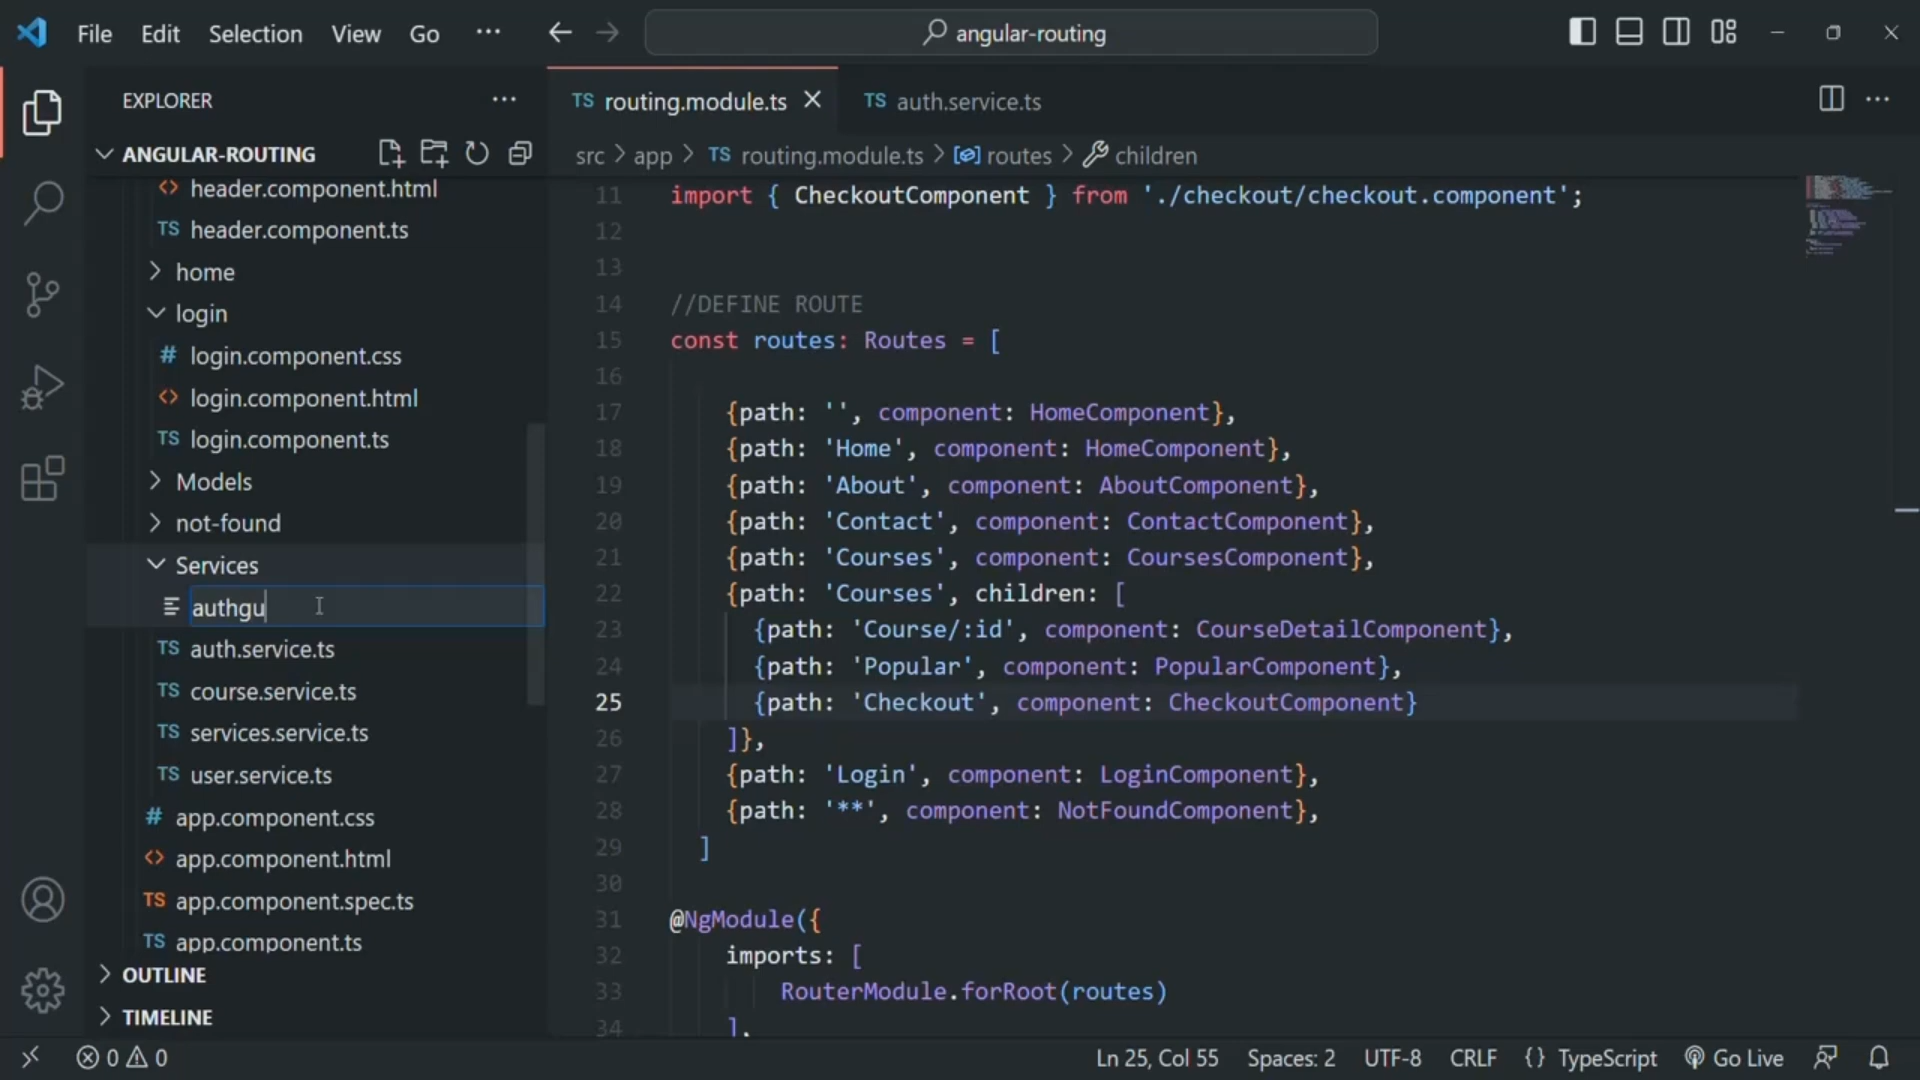 File Edit Selection View Go ···
angular-routing
EXPLORER ···
ANGULAR-ROUTING
<> header.component.html
TS header.component.ts
home
login
# login.component.css
<> login.component.html
TS login.component.ts
Models
not-found
Services
authgu
TS auth.service.ts
TS course.service.ts
TS services.service.ts
TS user.service.ts
# app.component.css
<> app.component.html
TS app.component.spec.ts
TS app.component.ts
OUTLINE
TIMELINE
TS routing.module.ts TS auth.service.ts
src > app > TS routing.module.ts > routes > children
11 import { CheckoutComponent } from './checkout/checkout.component';
12
13
14 //DEFINE ROUTE
15 const routes: Routes = [
16
17 {path: '', component: HomeComponent},
18 {path: 'Home', component: HomeComponent},
19 {path: 'About', component: AboutComponent},
20 {path: 'Contact', component: ContactComponent},
21 {path: 'Courses', component: CoursesComponent},
22 {path: 'Courses', children: [
23 {path: 'Course/:id', component: CourseDetailComponent},
24 {path: 'Popular', component: PopularComponent},
25 {path: 'Checkout', component: CheckoutComponent}
26 ]},
27 {path: 'Login', component: LoginComponent},
28 {path: '**', component: NotFoundComponent},
29 ]
30
31 @NgModule({
32 imports: [
33 RouterModule.forRoot(routes)
34 ],
0 0 Ln 25, Col 55 Spaces: 2 UTF-8 CRLF {} TypeScript Go Live